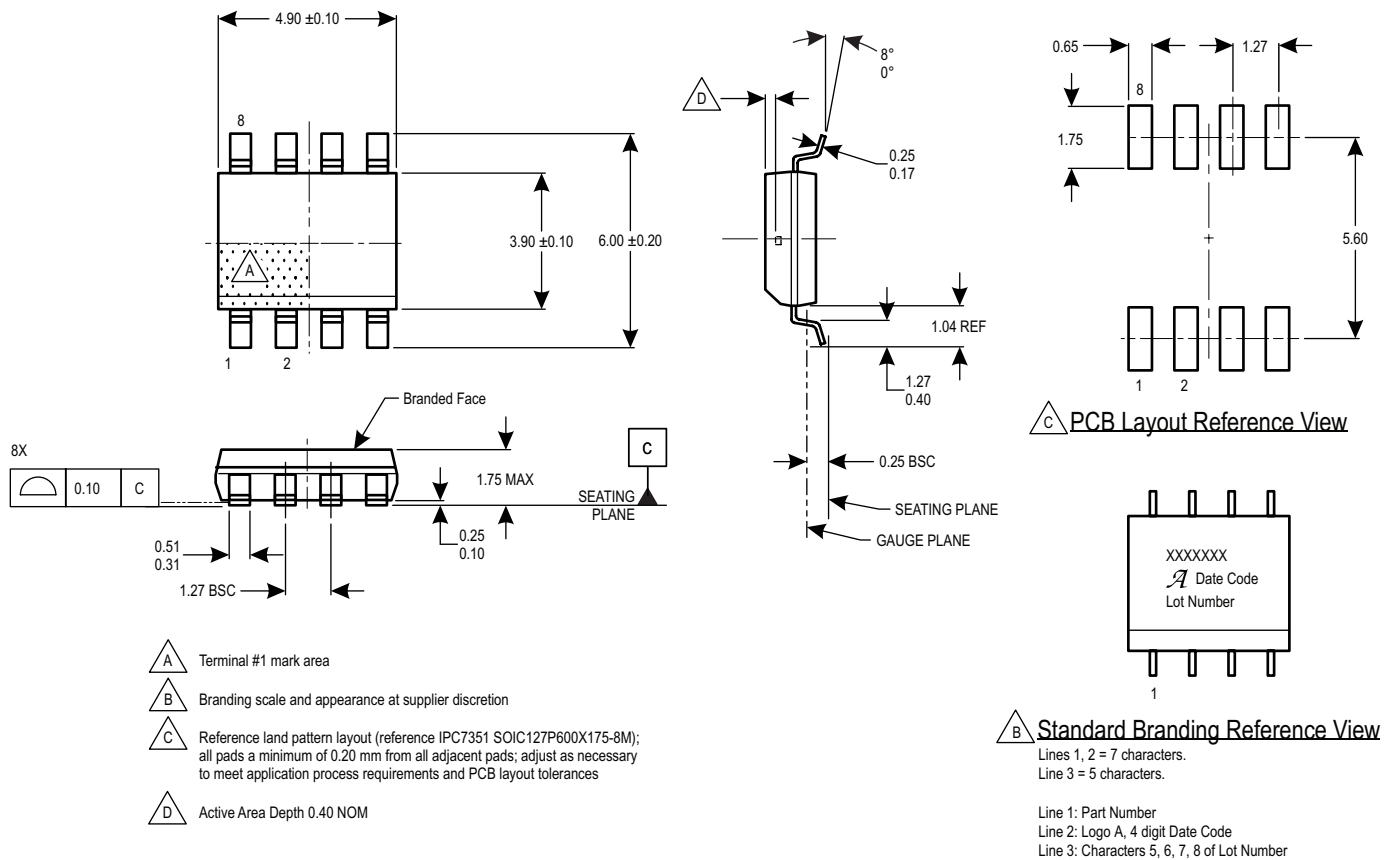 4.90 ±0.10
8
A
3.90 ±0.10
6.00 ±0.20
1
2
D
8°
0°
0.25
0.17
1.04 REF
1.27
0.40
0.25 BSC
SEATING PLANE
GAUGE PLANE
0.65
1.27
8
1.75
5.60
1
2
C
PCB Layout Reference View
Branded Face
8X
0.10
C
1.75 MAX
C
SEATING
PLANE
0.25
0.10
0.51
0.31
1.27 BSC
XXXXXXX
A Date Code
Lot Number
1
B
Standard Branding Reference View
Lines 1, 2 = 7 characters.
Line 3 = 5 characters.
Line 1: Part Number
Line 2: Logo A, 4 digit Date Code
Line 3: Characters 5, 6, 7, 8 of Lot Number
A
Terminal #1 mark area
B
Branding scale and appearance at supplier discretion
C
Reference land pattern layout (reference IPC7351 SOIC127P600X175-8M);
all pads a minimum of 0.20 mm from all adjacent pads; adjust as necessary
to meet application process requirements and PCB layout tolerances
D
Active Area Depth 0.40 NOM